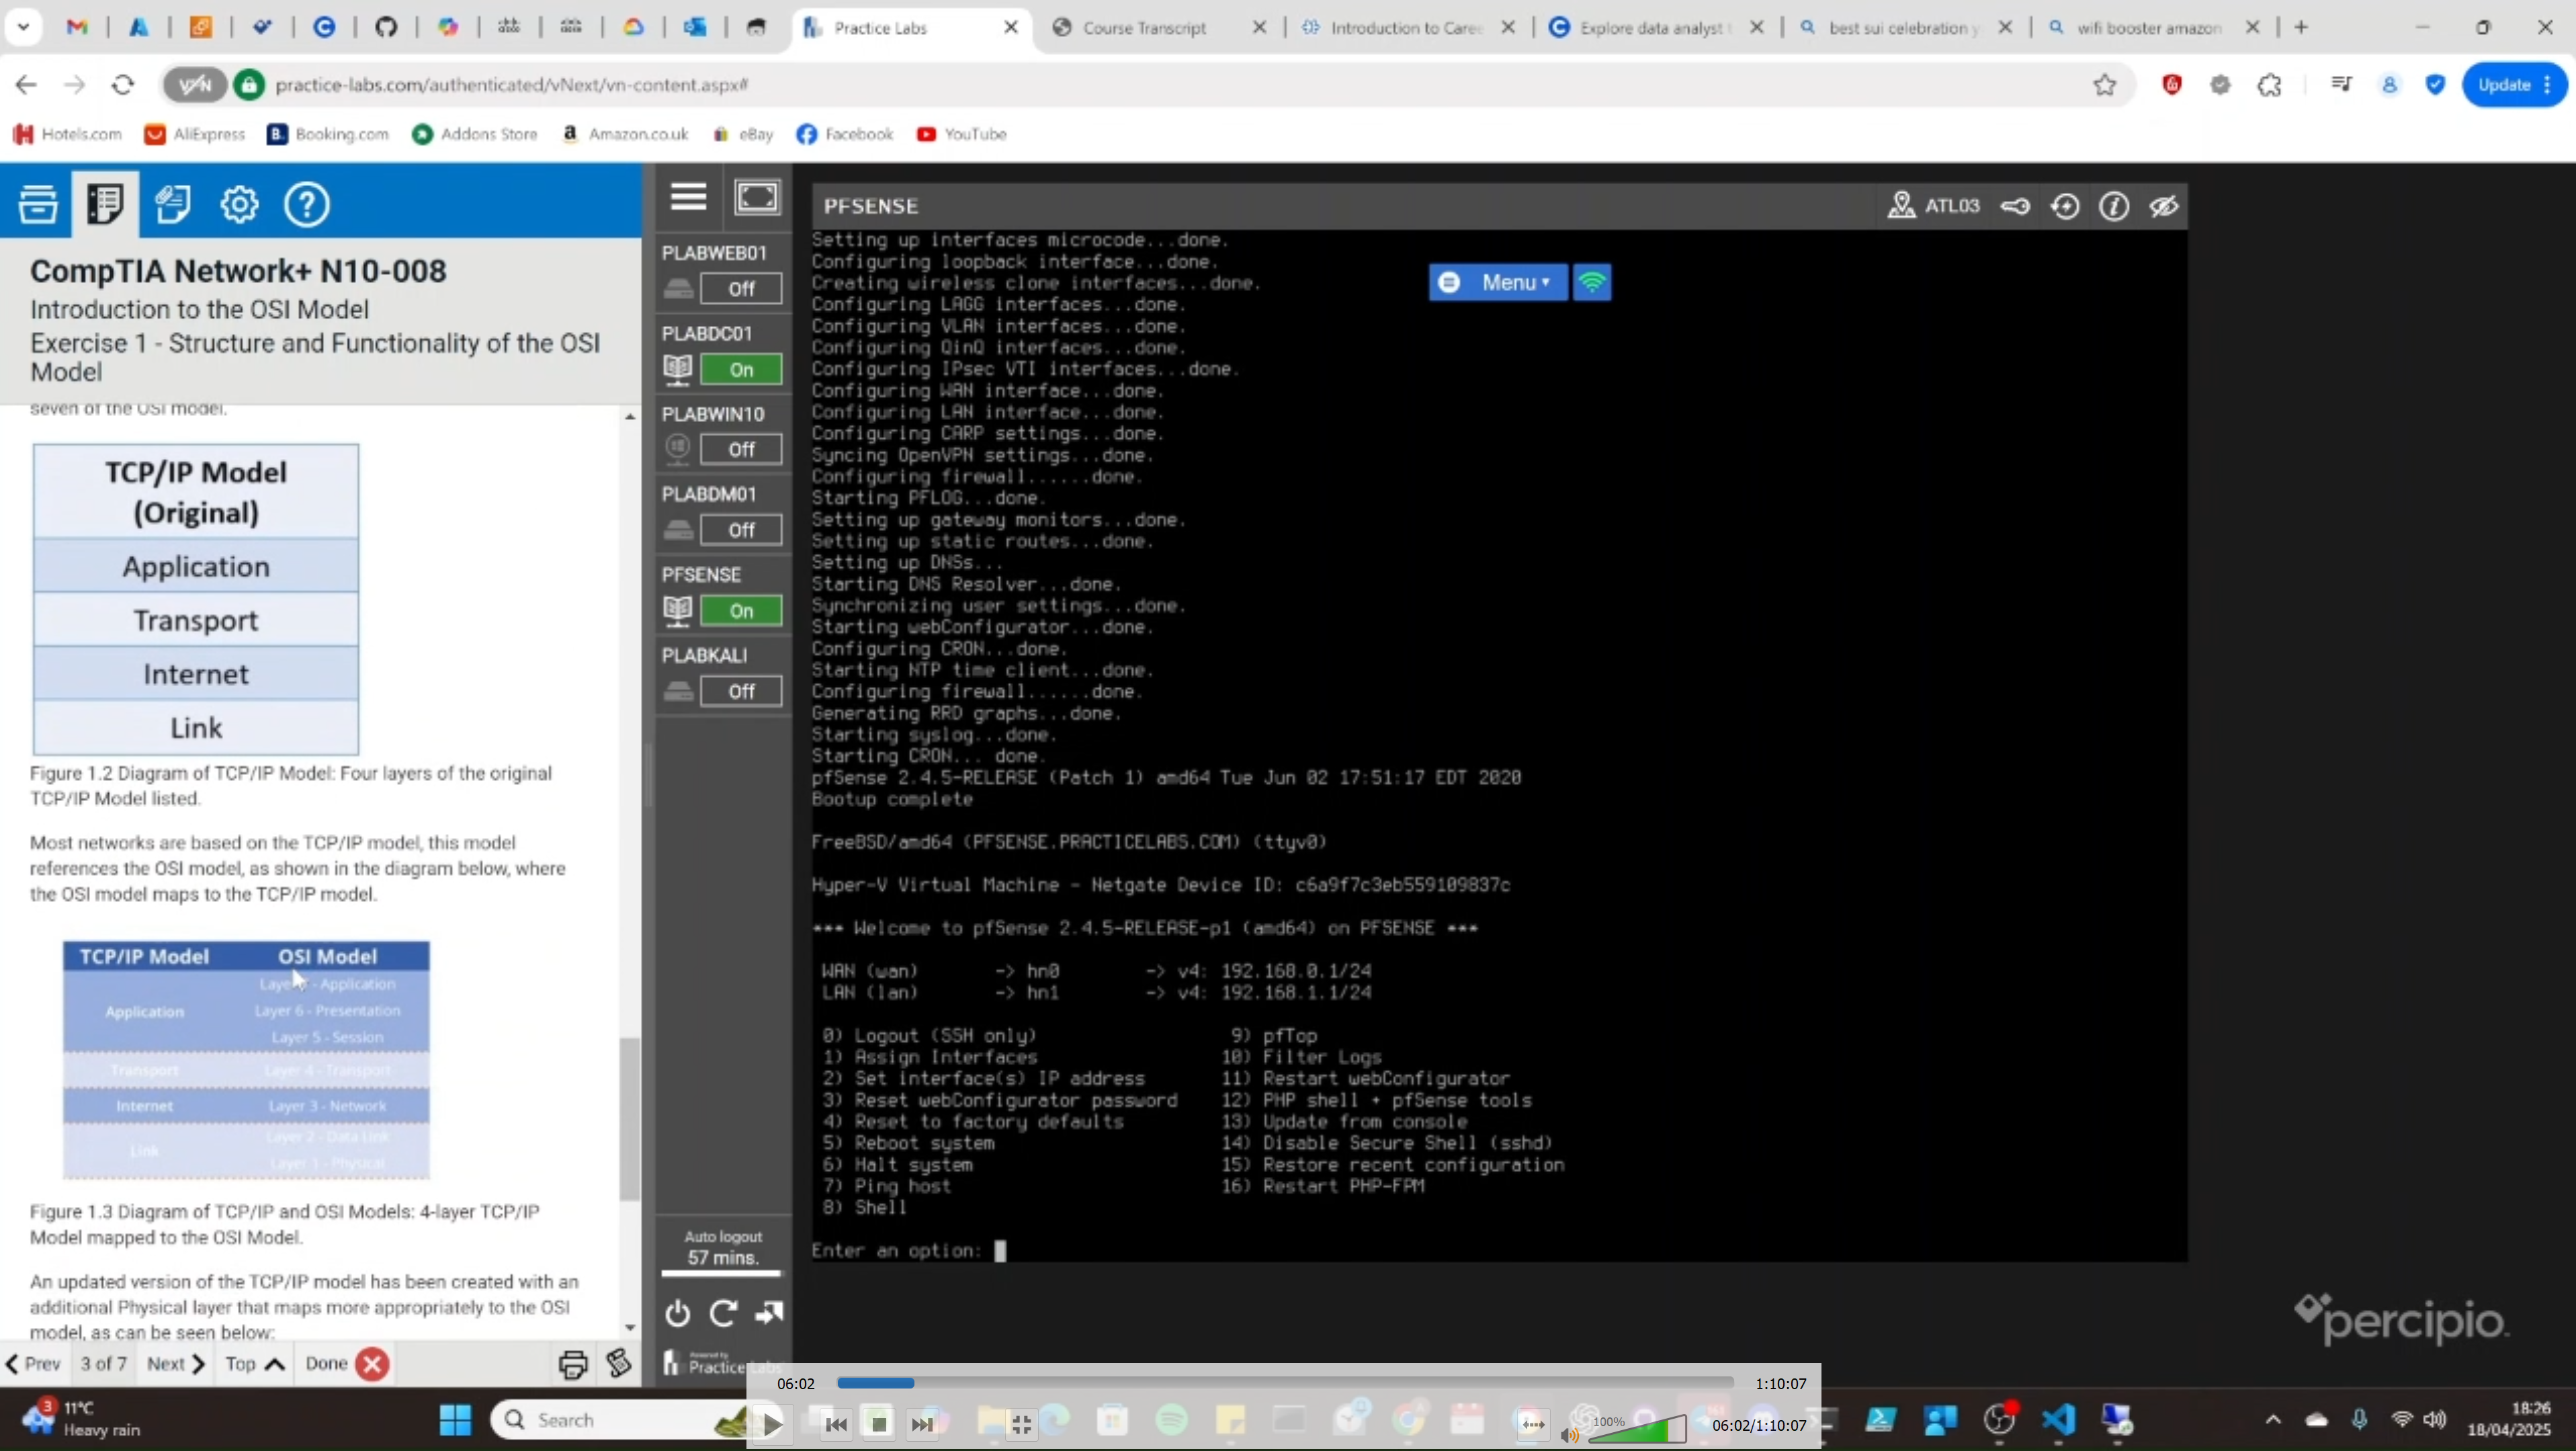 Practice Labs
Course Transcript
Introduction to Caree
Explore data analyst t
best sui celebration y
wifi booster amazon
VPN
practice-labs.com/authenticated/vNext/vn-content.aspx#
Update
Hotels.com
AliExpress
Booking.com
Addons Store
Amazon.co.uk
eBay
Facebook
YouTube
CompTIA Network+ N10-008
Introduction to the OSI Model
Exercise 1 - Structure and Functionality of the OSI
Model
seven of the OSI model.
TCP/IP Model
(Original)
Application
Transport
Internet
Link
Figure 1.2 Diagram of TCP/IP Model: Four layers of the original
TCP/IP Model listed.
Most networks are based on the TCP/IP model, this model
references the OSI model, as shown in the diagram below, where
the OSI model maps to the TCP/IP model.
TCP/IP Model OSI Model
- Application
Application Layer 6 - Presentation
Layer 5 - Session
Transport Layer 4 - Transport
Internet Layer 3 - Network
Layer 2 - Data Link
Link
Layer 1 - Physical
Figure 1.3 Diagram of TCP/IP and OSI Models: 4-layer TCP/IP
Model mapped to the OSI Model.
An updated version of the TCP/IP model has been created with an
additional Physical layer that maps more appropriately to the OSI
model, as can be seen below:
Prev 3 of 7 Next Top Done
PLABWEB01
Off
PLABDC01
On
PLABWIN10
Off
PLABDM01
Off
PFSENSE
On
PLABKALI
Off
Auto logout
57 mins.
Powered by
Practice Labs
PFSENSE
ATL03
Menu
Setting up interfaces microcode...done.
Configuring loopback interface...done.
Creating wireless clone interfaces...done.
Configuring LAGG interfaces...done.
Configuring VLAN interfaces...done.
Configuring QinQ interfaces...done.
Configuring IPsec VTI interfaces...done.
Configuring WAN interface...done.
Configuring LAN interface...done.
Configuring CARP settings...done.
Syncing OpenVPN settings...done.
Configuring firewall......done.
Starting PFLOG...done.
Setting up gateway monitors...done.
Setting up static routes...done.
Setting up DNSs...
Starting DNS Resolver...done.
Synchronizing user settings...done.
Starting webConfigurator...done.
Configuring CRON...done.
Starting NTP time client...done.
Configuring firewall......done.
Generating RRD graphs...done.
Starting syslog...done.
Starting CRON... done.
pfSense 2.4.5-RELEASE (Patch 1) amd64 Tue Jun 02 17:51:17 EDT 2020
Bootup complete
FreeBSD/amd64 (PFSENSE.PRACTICELABS.COM) (ttyv0)
Hyper-V Virtual Machine - Netgate Device ID: c6a9f7c3eb559109837c
*** Welcome to pfSense 2.4.5-RELEASE-p1 (amd64) on PFSENSE ***
WAN (wan) -> hn0 -> v4: 192.168.0.1/24
LAN (lan) -> hn1 -> v4: 192.168.1.1/24
0) Logout (SSH only) 9) pfTop
1) Assign Interfaces 10) Filter Logs
2) Set interface(s) IP address 11) Restart webConfigurator
3) Reset webConfigurator password 12) PHP shell + pfSense tools
4) Reset to factory defaults 13) Update from console
5) Reboot system 14) Disable Secure Shell (sshd)
6) Halt system 15) Restore recent configuration
7) Ping host 16) Restart PHP-FPM
8) Shell
Enter an option:
percipio.
06:02 1:10:07
100% 06:02/1:10:07
3
11°C
Heavy rain
Search
18:26
18/04/2025